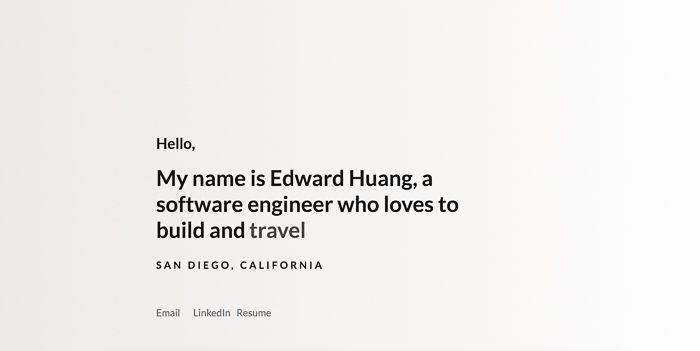 Hello,
My name is Edward Huang, a
software engineer who loves to
build and travel
SAN DIEGO, CALIFORNIA
Email LinkedIn Resume